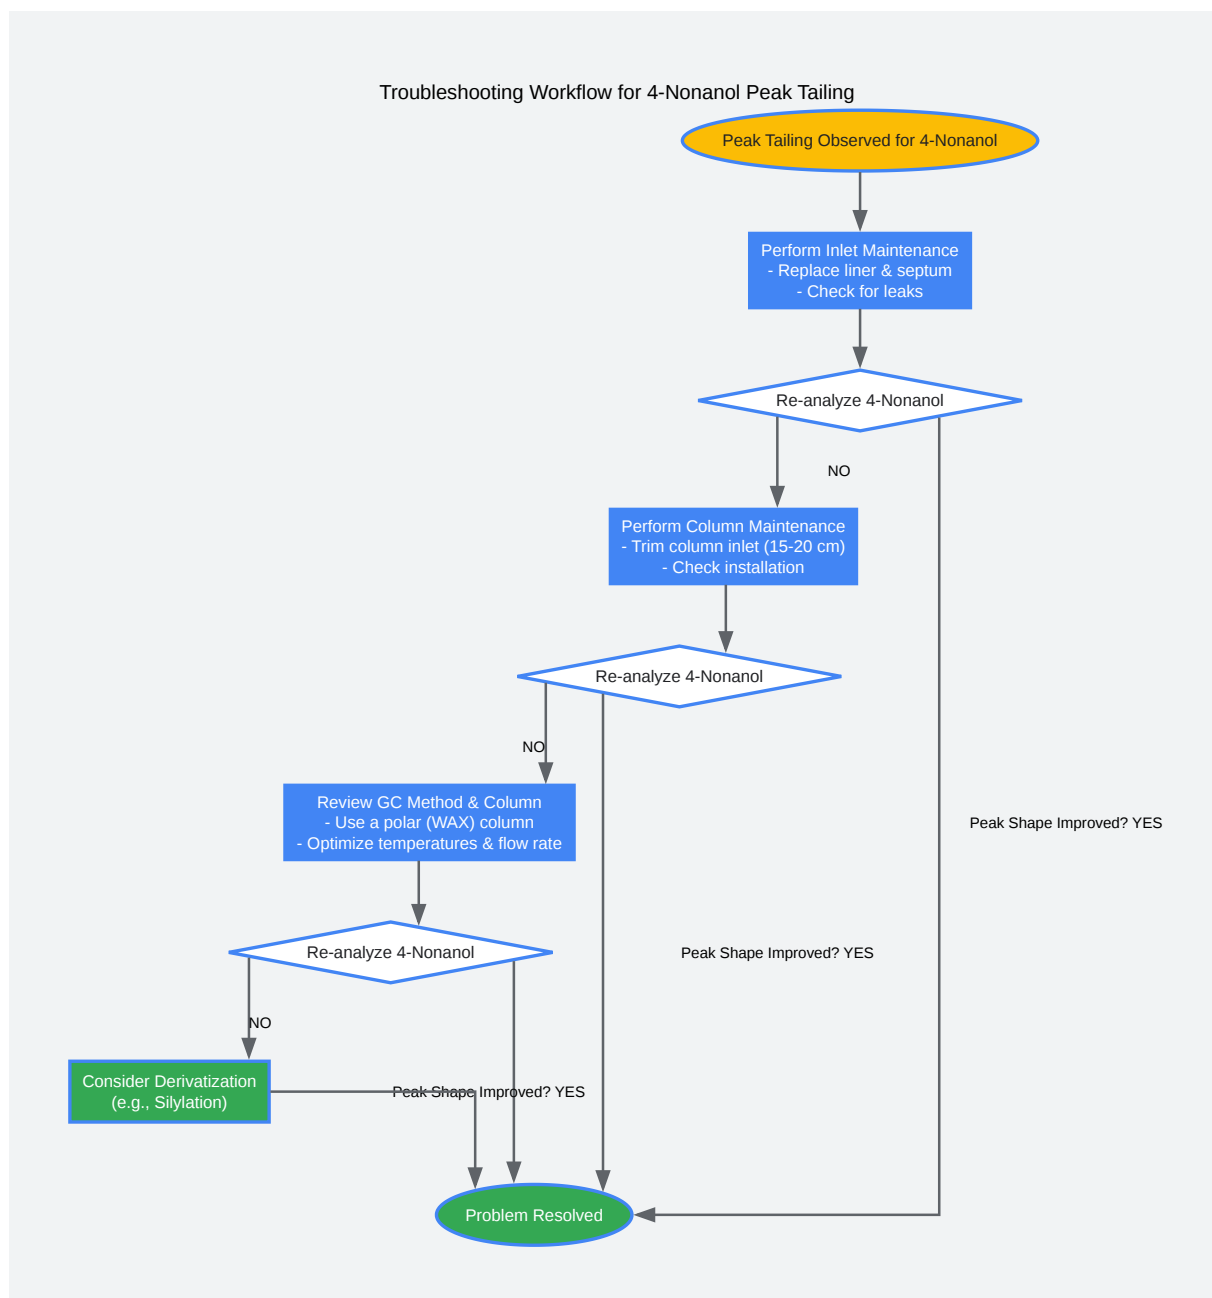 Troubleshooting Workflow for 4-Nonanol Peak Tailing
Peak Tailing Observed for 4-Nonanol
Perform Inlet Maintenance
- Replace liner & septum
- Check for leaks
Re-analyze 4-Nonanol
NO
Perform Column Maintenance
- Trim column inlet (15-20 cm)
- Check installation
Re-analyze 4-Nonanol
NO
Review GC Method & Column
- Use a polar (WAX) column
- Optimize temperatures & flow rate
Peak Shape Improved? YES
Re-analyze 4-Nonanol
Peak Shape Improved? YES
NO
Consider Derivatization
(e.g., Silylation)
Peak Shape Improved? YES
Problem Resolved